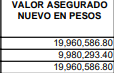 VALOR ASEGURADO
NUEVO EN PESOS
19,960,586.80
9,980,293.40
19,960,586.80